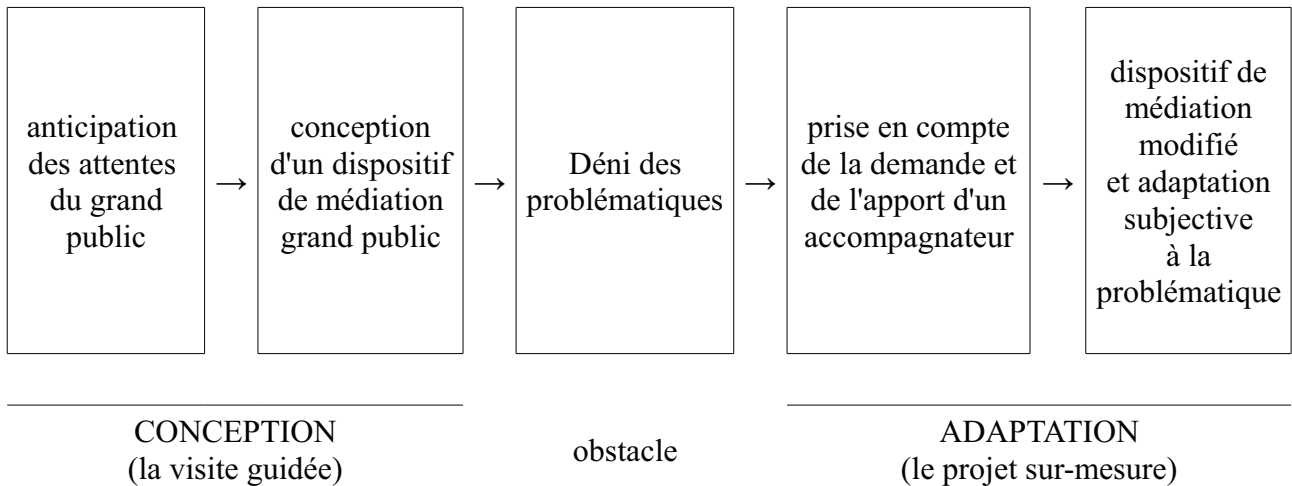 anticipation
des attentes
du grand
public
→
conception
d'un dispositif
de médiation
grand public
→
Déni des
problématiques
→
prise en compte
de la demande et
de l'apport d'un
accompagnateur
→
dispositif de
médiation
modifié
et adaptation
subjective
à la
problématique
CONCEPTION
(la visite guidée)
obstacle
ADAPTATION
(le projet sur-mesure)